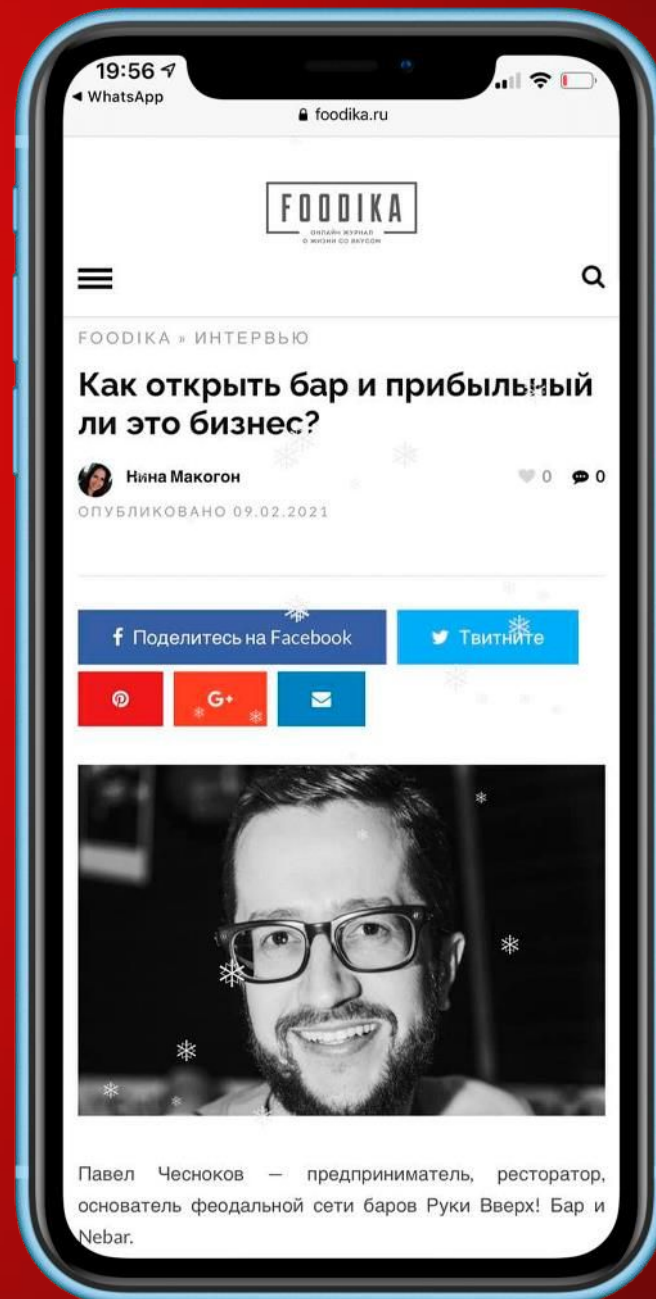 19:56
◀ WhatsApp
foodika.ru
FOODIKA
ОНЛАЙН ЖУРНАЛ
О ЖИЗНИ СО ВКУСОМ
FOODIKA » ИНТЕРВЬЮ
Как открыть бар и прибыльный
ли это бизнес?
Нина Макогон
0 0
ОПУБЛИКОВАНО 09.02.2021
f Поделитесь на Facebook
Твитните
G+
Павел Чесноков — предприниматель, ресторатор,
основатель феодальной сети баров Руки Вверх! Бар и
Nebar.